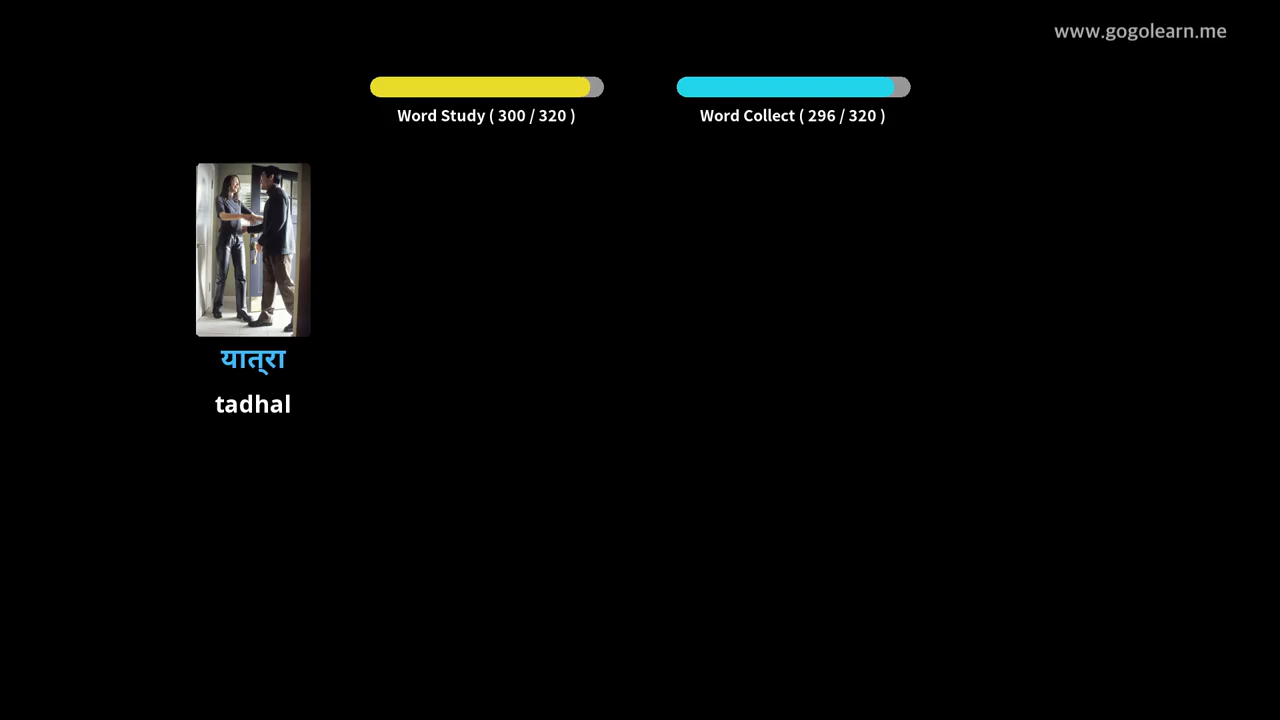 www.gogolearn.me
Word Study ( 300 / 320 )
Word Collect ( 296 / 320 )
यात्रा
tadhal